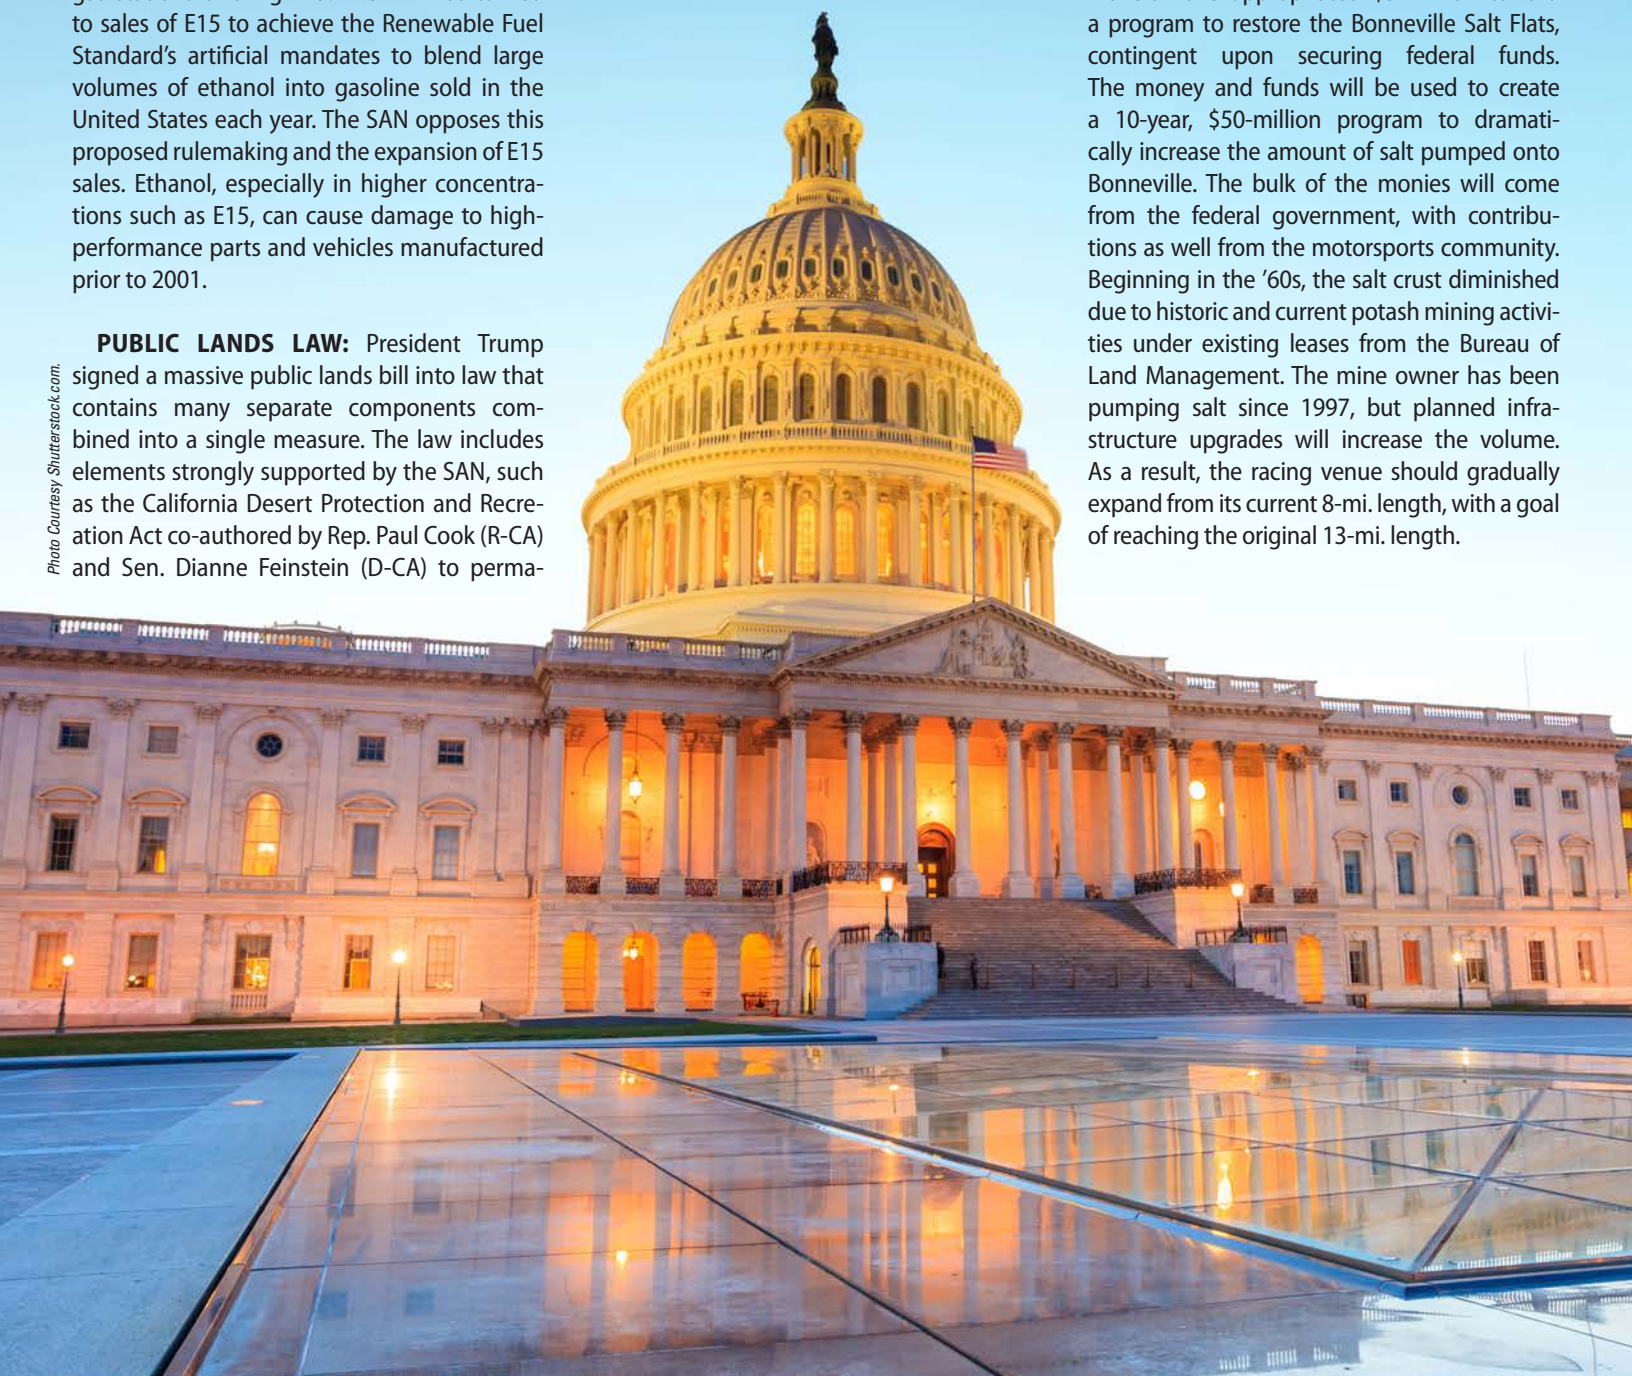 to sales of E15 to achieve the Renewable Fuel
Standard’s artificial mandates to blend large
volumes of ethanol into gasoline sold in the
United States each year. The SAN opposes this
proposed rulemaking and the expansion of E15
sales. Ethanol, especially in higher concentra-
tions such as E15, can cause damage to high-
performance parts and vehicles manufactured
prior to 2001.
PUBLIC LANDS LAW: President Trump
signed a massive public lands bill into law that
contains many separate components com-
bined into a single measure. The law includes
elements strongly supported by the SAN, such
as the California Desert Protection and Recre-
ation Act co-authored by Rep. Paul Cook (R-CA)
and Sen. Dianne Feinstein (D-CA) to perma-
Photo Courtesy Shutterstock.com.
a program to restore the Bonneville Salt Flats,
contingent upon securing federal funds.
The money and funds will be used to create
a 10-year, $50-million program to dramati-
cally increase the amount of salt pumped onto
Bonneville. The bulk of the monies will come
from the federal government, with contribu-
tions as well from the motorsports community.
Beginning in the ’60s, the salt crust diminished
due to historic and current potash mining activi-
ties under existing leases from the Bureau of
Land Management. The mine owner has been
pumping salt since 1997, but planned infra-
structure upgrades will increase the volume.
As a result, the racing venue should gradually
expand from its current 8-mi. length, with a goal
of reaching the original 13-mi. length.